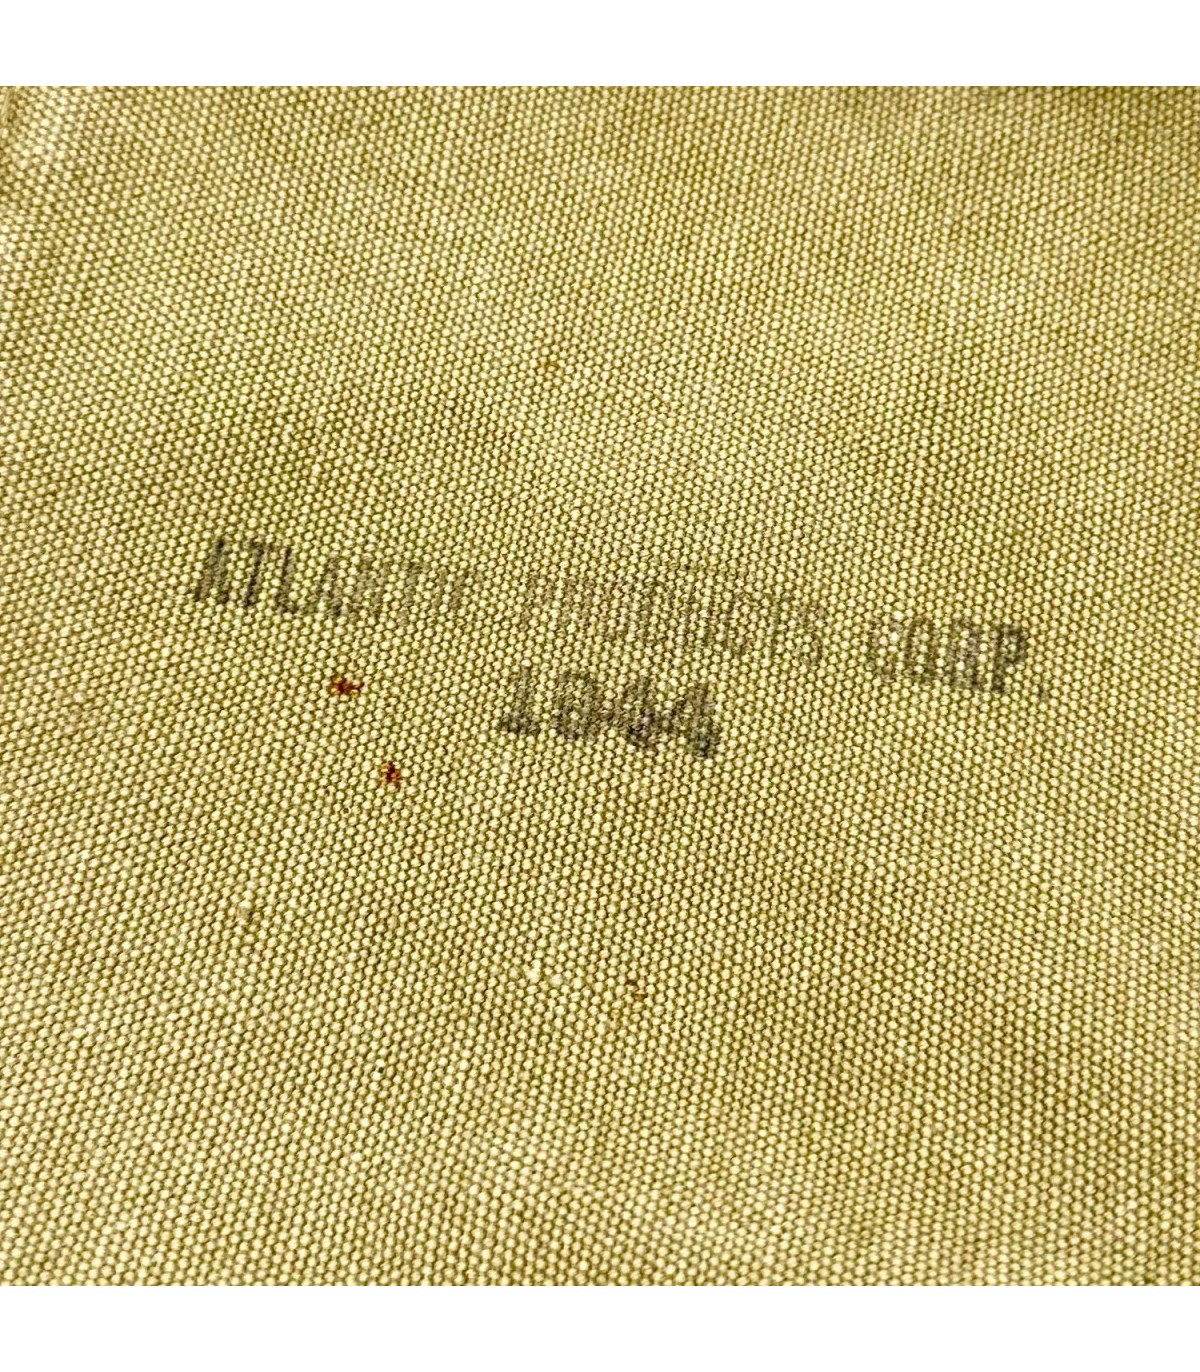 ATLANTIC PRODUCTS CORP
1944